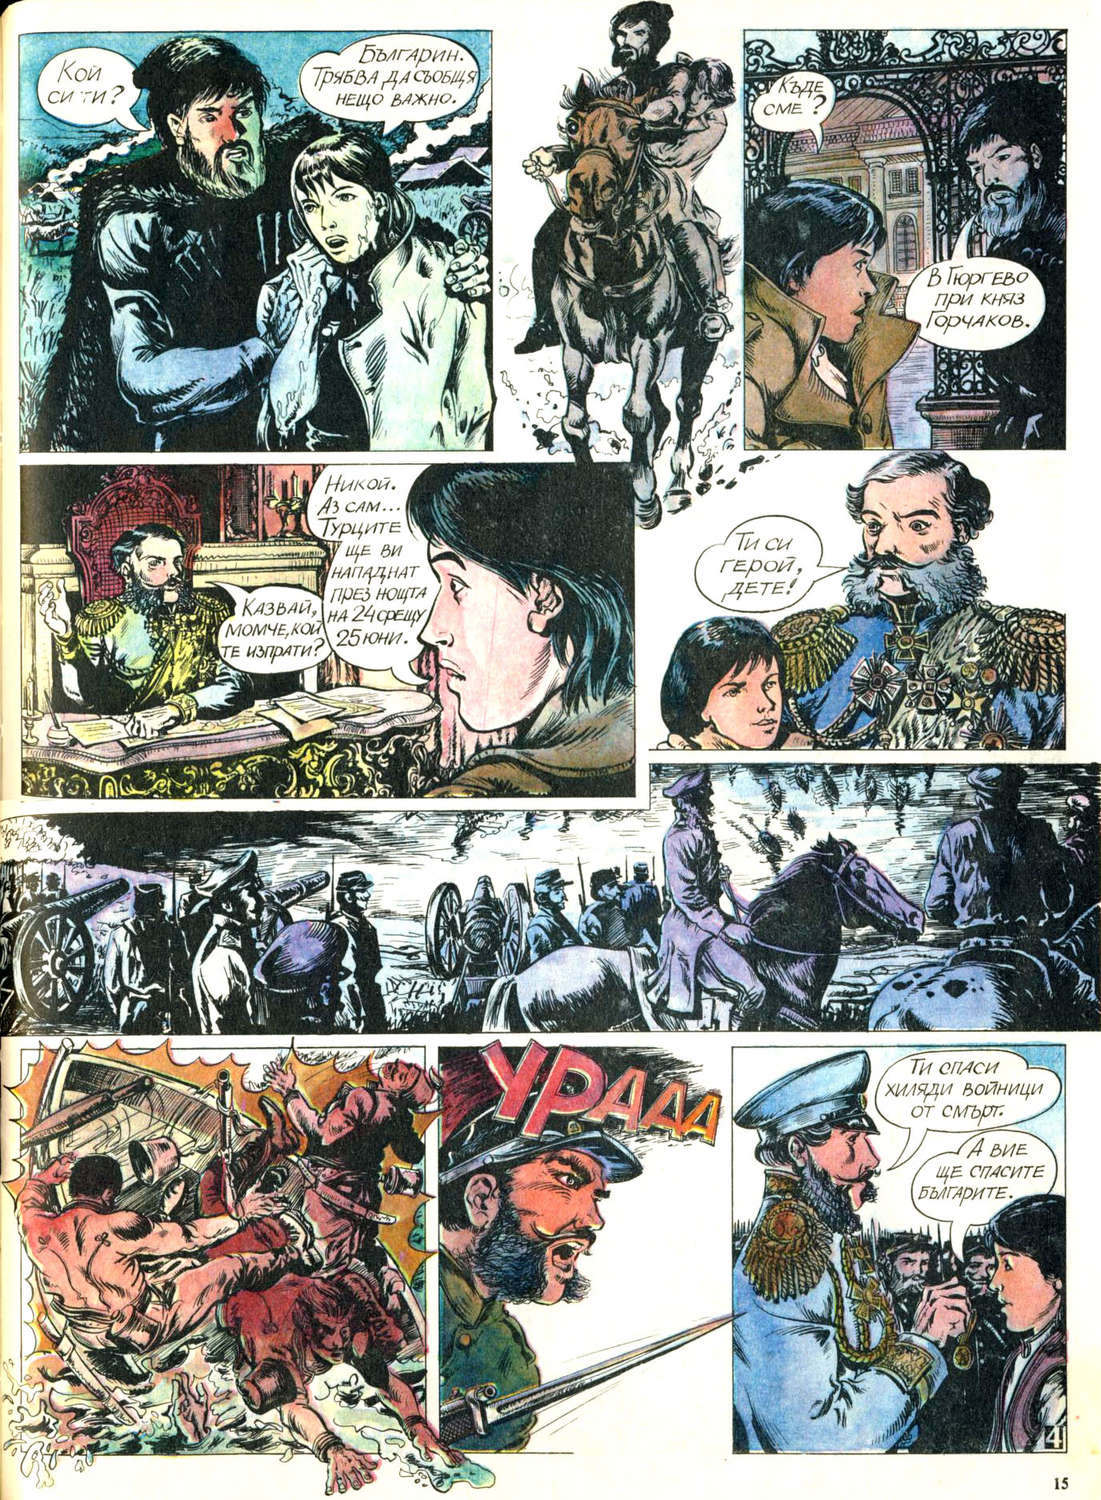 КОЙ
СИ ТИ?
БЪЛГАРИН.
ТРЯБВА ДА СЪОБЩЯ
НЕЩО ВАЖНО.
КЪДЕ
СМЕ?
В ГЮРГЕВО
ПРИ КНЯЗ
ГОРЧАКОВ.
КАЗВАЙ,
МОМЧЕ, КОЙ
ТЕ ИЗПРАТИ?
НИКОЙ.
АЗ САМ...
ТУРЦИТЕ
ЩЕ ВИ
НАПАДНАТ
ПРЕЗ НОЩТА
НА 24 СРЕЩУ
25 ЮНИ.
ТИ СИ
ГЕРОЙ,
ДЕТЕ!
УРАААА
ТИ СПАСИ
ХИЛЯДИ ВОЙНИЦИ
ОТ СМЪРТ.
А ВИЕ
ЩЕ СПАСИТЕ
БЪЛГАРИТЕ.
4
15